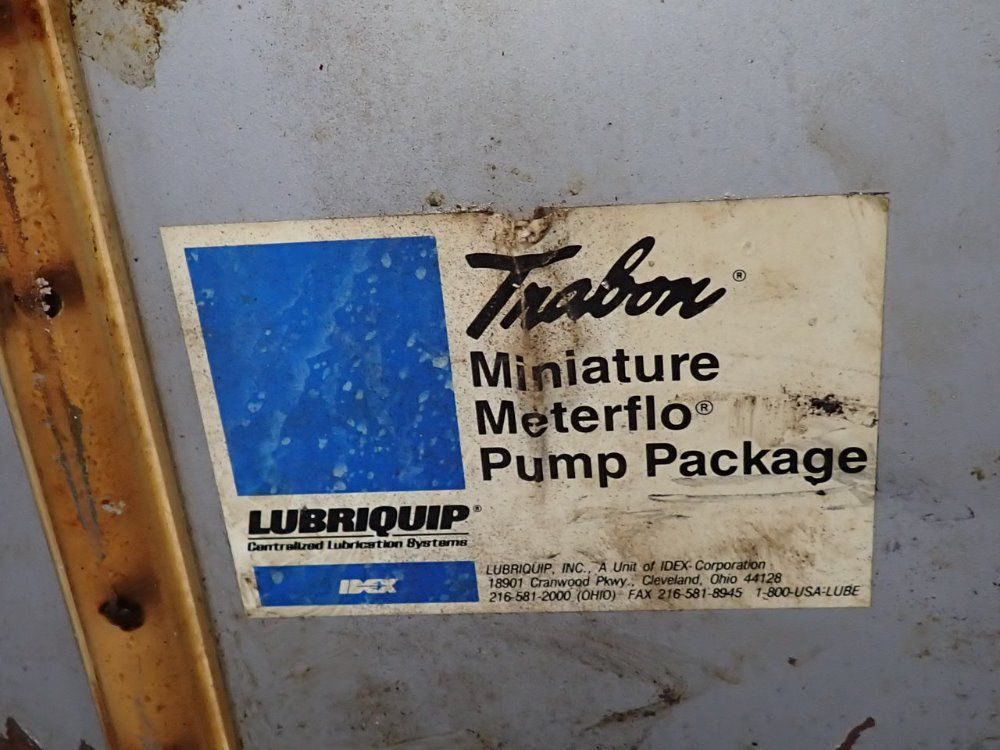 Trabon®
Miniature
Meterflo®
Pump Package
LUBRIQUIP®
Centralized Lubrication Systems
IDEX
LUBRIQUIP, INC., A Unit of IDEX Corporation
18901 Cranwood Pkwy., Cleveland, Ohio 44128
216-581-2000 (OHIO) FAX 216-581-8945 1-800-USA-LUBE